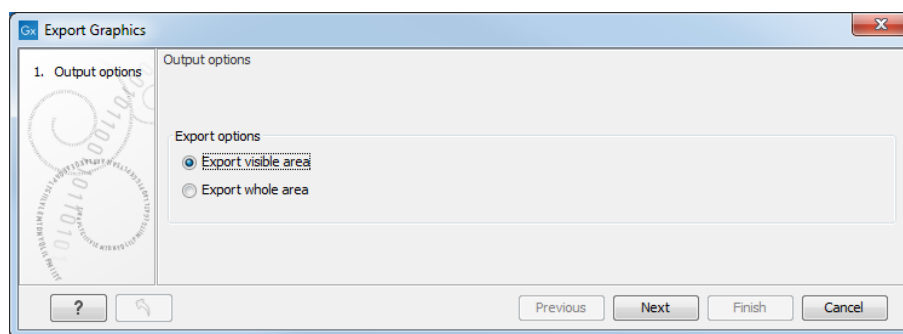 Gx Export Graphics
1. Output options
Output options
Export options
Export visible area
Export whole area
?
Previous Next Finish Cancel